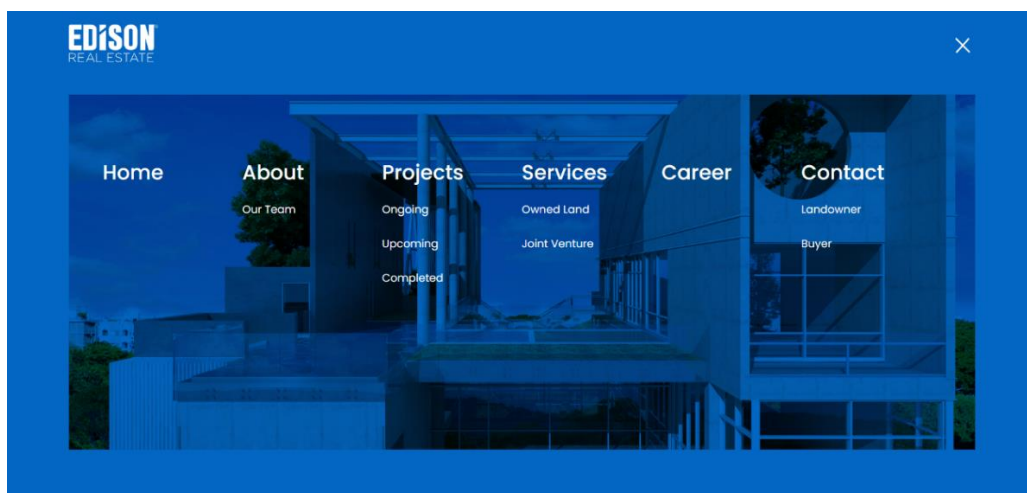 EDISON
REAL ESTATE
Home
About
Our Team
Projects
Ongoing
Upcoming
Completed
Services
Owned Land
Joint Venture
Career
Contact
Landowner
Buyer